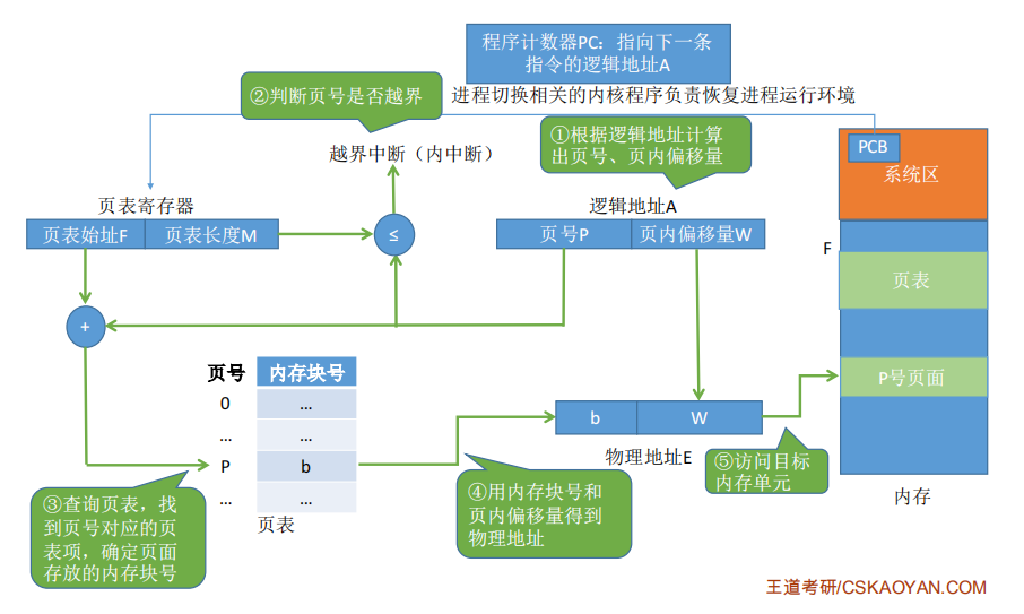 程序计数器PC：指向下一条
指令的逻辑地址A
②判断页号是否越界
进程切换相关的内核程序负责恢复进程运行环境
①根据逻辑地址计算
出页号、页内偏移量
越界中断（内中断）
PCB
系统区
页表寄存器
逻辑地址A
页表始址F
页表长度M
≤
页号P
页内偏移量W
F
页表
+
页号
内存块号
0
...
...
...
P
b
...
...
P号页面
b
W
物理地址E
③查询页表，找
到页号对应的页
表项，确定页面
存放的内存块号
页表
④用内存块号和
页内偏移量得到
物理地址
⑤访问目标
内存单元
内存
王道考研/CSKAOYAN.COM